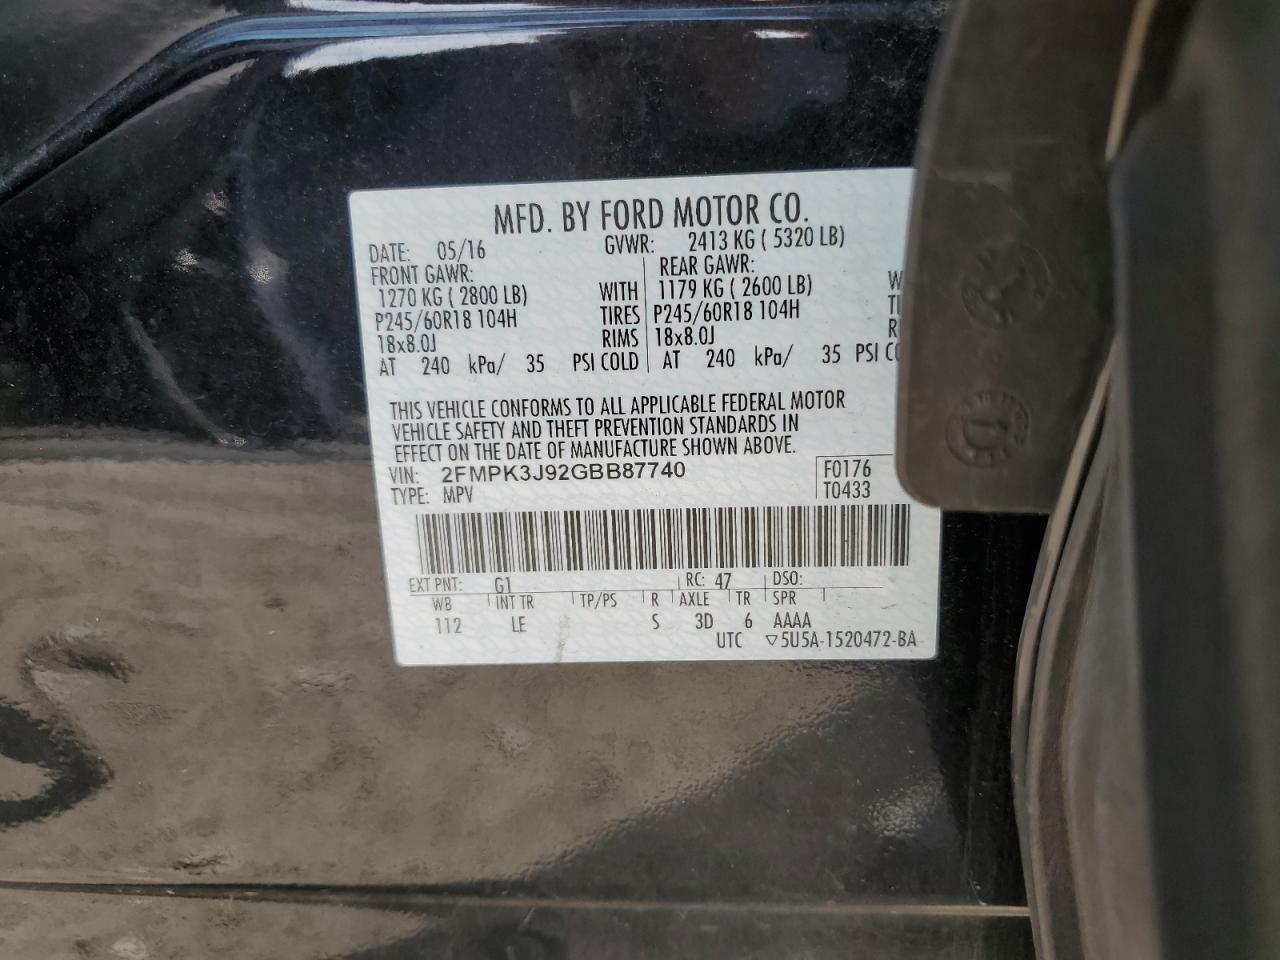 MFD. BY FORD MOTOR CO.
DATE: 05/16 GVWR: 2413 KG ( 5320 LB)
FRONT GAWR: REAR GAWR:
1270 KG ( 2800 LB) WITH 1179 KG ( 2600 LB)
P245/60R18 104H TIRES P245/60R18 104H
18x8.0J RIMS 18x8.0J
AT 240 kPa/ 35 PSI COLD AT 240 kPa/ 35 PSI
THIS VEHICLE CONFORMS TO ALL APPLICABLE FEDERAL MOTOR
VEHICLE SAFETY AND THEFT PREVENTION STANDARDS IN
EFFECT ON THE DATE OF MANUFACTURE SHOWN ABOVE.
VIN: 2FMPK3J92GBB87740 F0176
TYPE: MPV T0433
EXT PNT: G1 RC: 47 DSO:
WB INT TR TP/PS R AXLE TR SPR
112 LE S 3D 6 AAAA
UTC ▽5U5A-1520472-BA